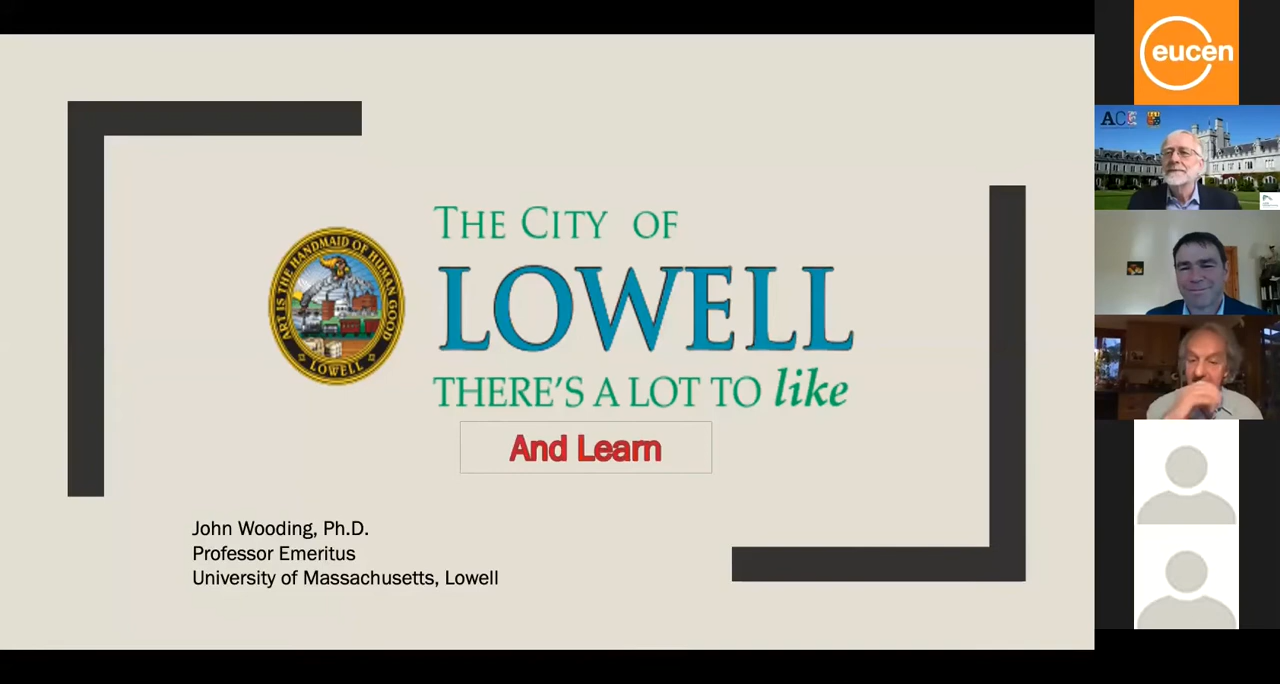 THE CITY OF
LOWELL
THERE'S A LOT TO like
And Learn
ART IS THE HANDMAID OF HUMAN GOOD
LOWELL
John Wooding, Ph.D.
Professor Emeritus
University of Massachusetts, Lowell
eucen
ACE